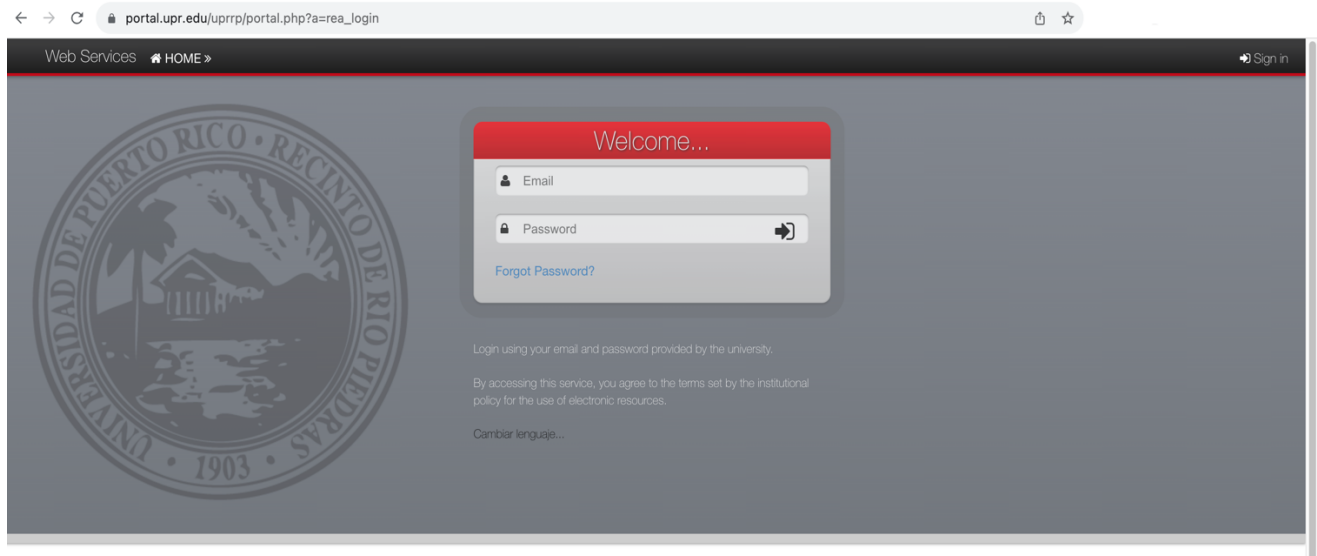 portal.upr.edu/uprrp/portal.php?a=rea_login
Web Services HOME » Sign in
UNIVERSIDAD DE PUERTO RICO · RECINTO DE RIO PIEDRAS
· 1903 ·
Welcome...
Email
Password
Forgot Password?
Login using your email and password provided by the university.
By accessing this service, you agree to the terms set by the institutional
policy for the use of electronic resources.
Cambiar lenguaje...